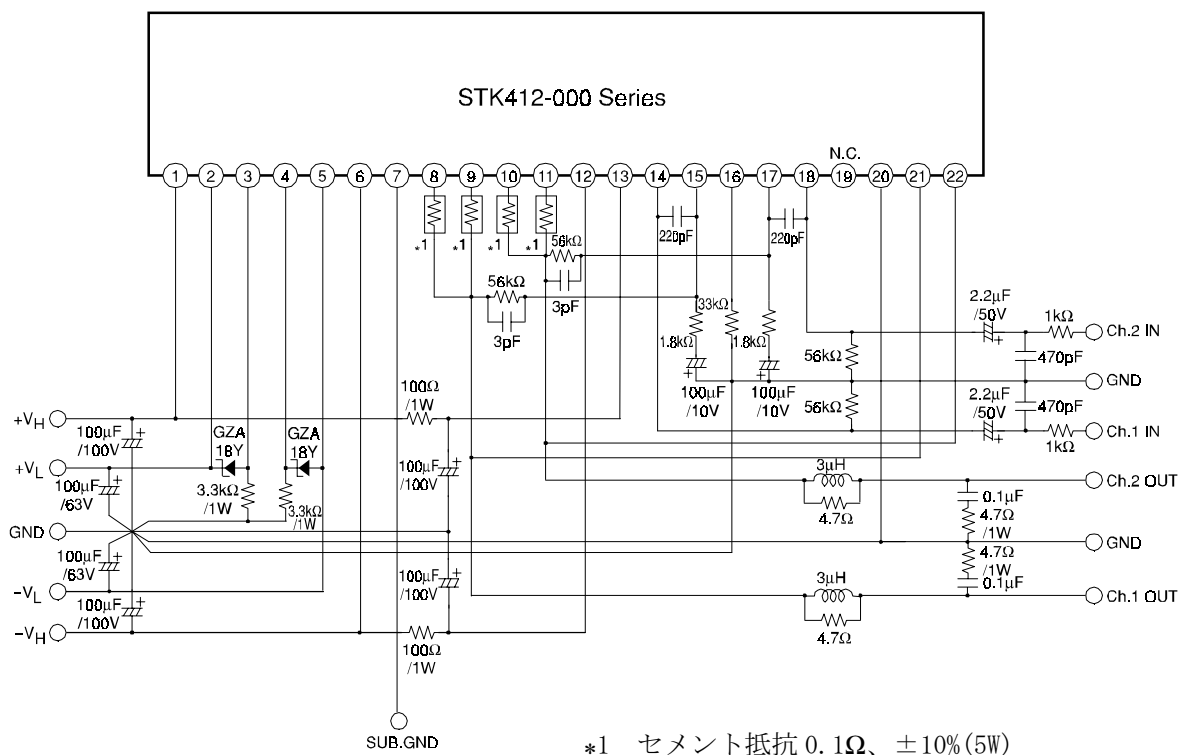 STK412-000 Series
N.C.
1 2 3 4 5 6 7 8 9 10 11 12 13 14 15 16 17 18 19 20 21 22
*1
*1
*1
*1
220pF
220pF
56kΩ
3pF
56kΩ
3pF
33kΩ
1.8kΩ
1.8kΩ
100μF
/10V
100μF
/10V
56kΩ
56kΩ
2.2μF
/50V
1kΩ
Ch.2 IN
470pF
GND
2.2μF
/50V
470pF
1kΩ
Ch.1 IN
+VH
100μF
/100V
100Ω
/1W
GZA
18Y
GZA
18Y
+VL
100μF
/63V
3.3kΩ
/1W
3.3kΩ
/1W
100μF
/100V
GND
100μF
/63V
-VL
100μF
/100V
100μF
/100V
-VH
100Ω
/1W
3μH
4.7Ω
Ch.2 OUT
0.1μF
4.7Ω
/1W
GND
4.7Ω
/1W
0.1μF
3μH
4.7Ω
Ch.1 OUT
SUB.GND
*1 セメント抵抗 0.1Ω、±10%(5W)